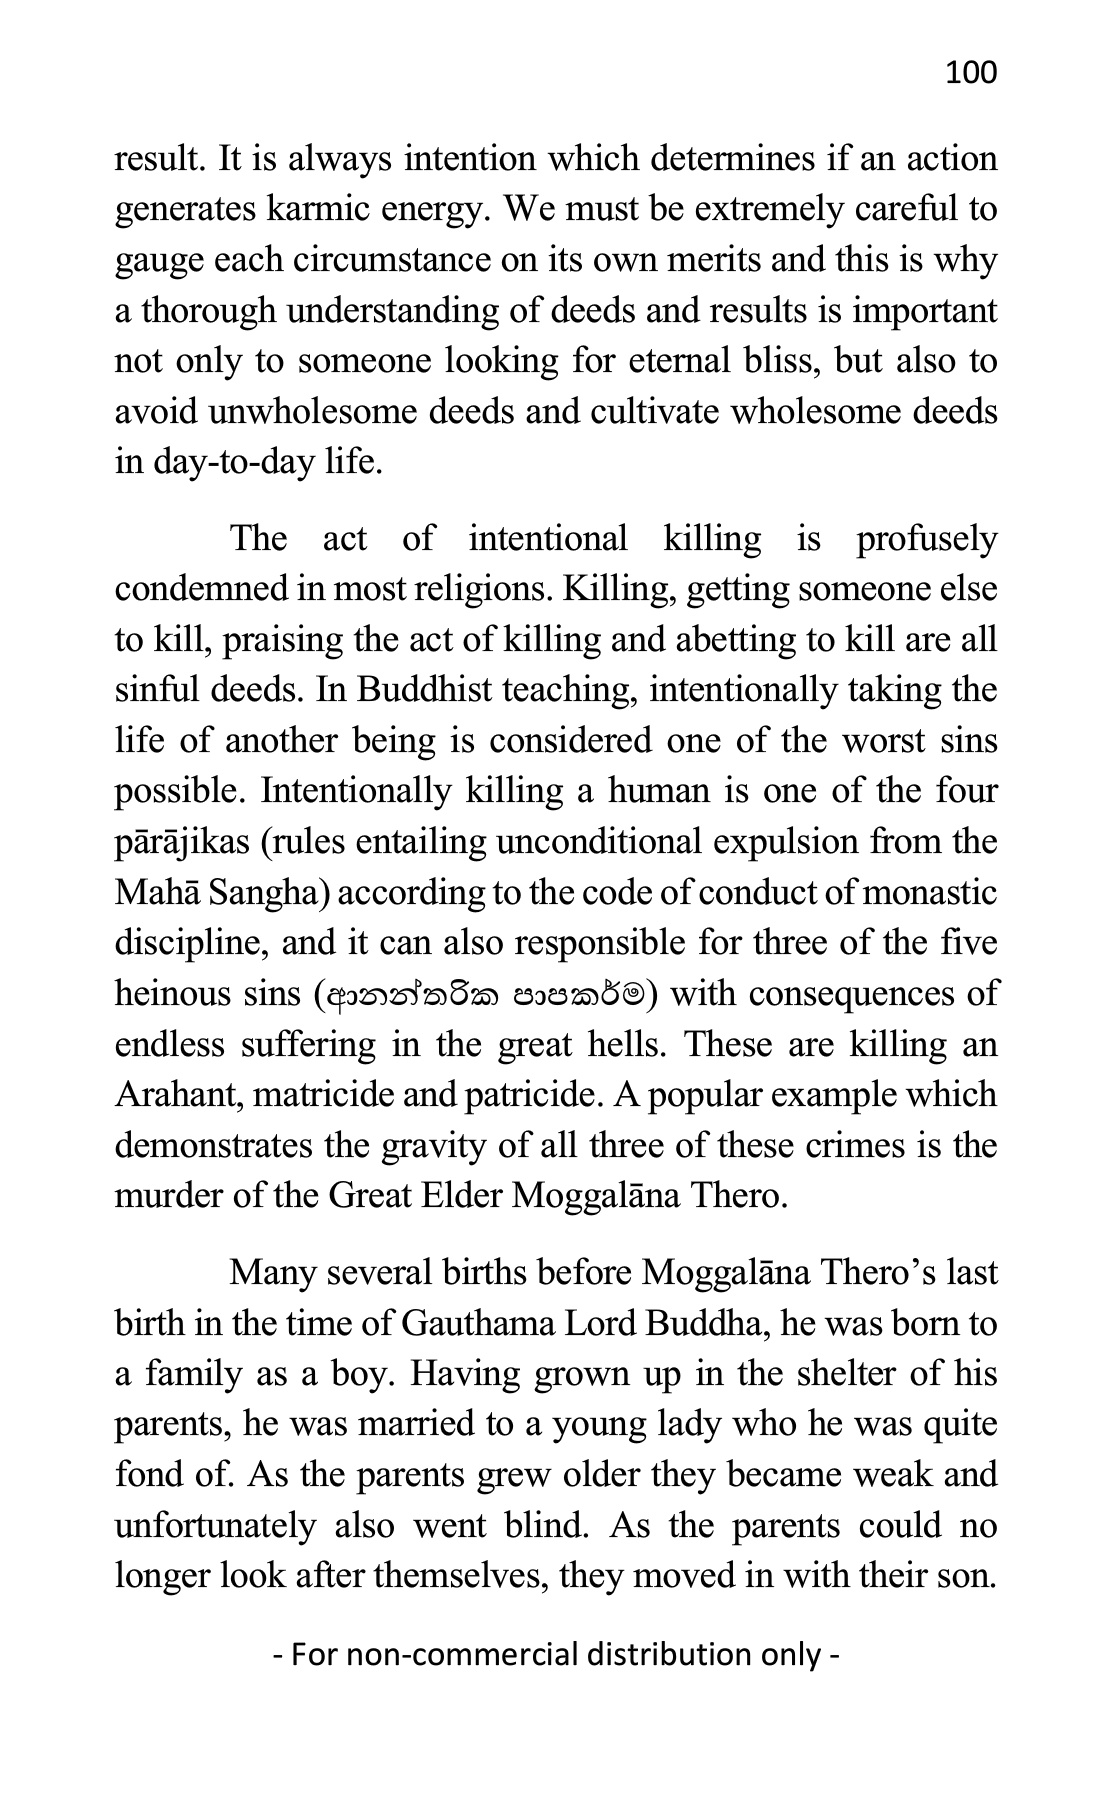 100
result. It is always intention which determines if an action
generates karmic energy. We must be extremely careful to
gauge each circumstance on its own merits and this is why
a thorough understanding of deeds and results is important
not only to someone looking for eternal bliss, but also to
avoid unwholesome deeds and cultivate wholesome deeds
in day-to-day life.
The act of intentional killing is profusely
condemned in most religions. Killing, getting someone else
to kill, praising the act of killing and abetting to kill are all
sinful deeds. In Buddhist teaching, intentionally taking the
life of another being is considered one of the worst sins
possible. Intentionally killing a human is one of the four
pārājikas (rules entailing unconditional expulsion from the
Mahā Sangha) according to the code of conduct of monastic
discipline, and it can also responsible for three of the five
heinous sins (ආනන්තරික පාපකර්ම) with consequences of
endless suffering in the great hells. These are killing an
Arahant, matricide and patricide. A popular example which
demonstrates the gravity of all three of these crimes is the
murder of the Great Elder Moggalāna Thero.
Many several births before Moggalāna Thero’s last
birth in the time of Gauthama Lord Buddha, he was born to
a family as a boy. Having grown up in the shelter of his
parents, he was married to a young lady who he was quite
fond of. As the parents grew older they became weak and
unfortunately also went blind. As the parents could no
longer look after themselves, they moved in with their son.
- For non-commercial distribution only -